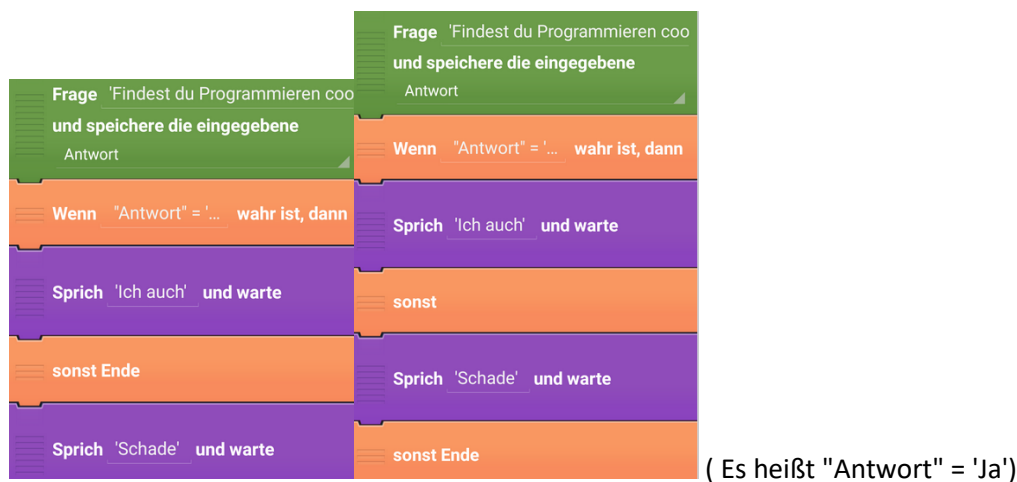 Frage 'Findest du Programmieren coo
und speichere die eingegebene
Antwort
Wenn "Antwort" = '... wahr ist, dann
Sprich 'Ich auch' und warte
sonst Ende
Sprich 'Schade' und warte
Frage 'Findest du Programmieren coo
und speichere die eingegebene
Antwort
Wenn "Antwort" = '... wahr ist, dann
Sprich 'Ich auch' und warte
sonst
Sprich 'Schade' und warte
sonst Ende
( Es heißt "Antwort" = 'Ja')